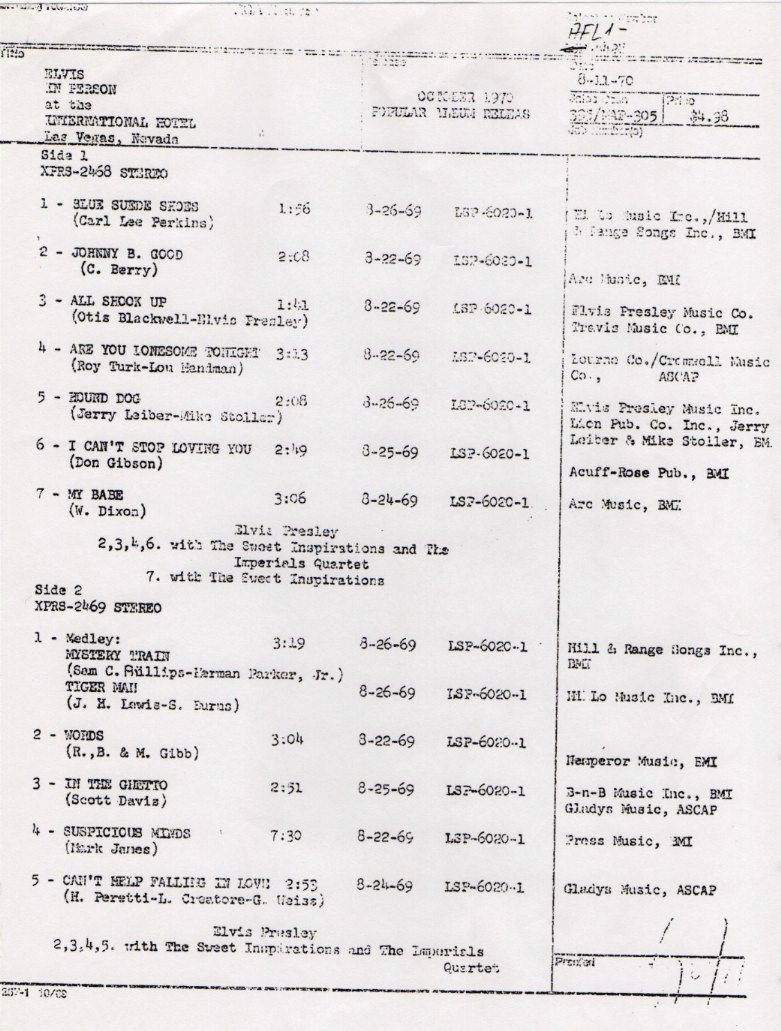 AFL1-
TITLE
ELVIS
IN PERSON
at the
INTERNATIONAL HOTEL
Las Vegas, Nevada
OCTOBER 1970
POPULAR ALBUM RELEASE
Date
8-11-70
Price
$4.98
Side 1
XPRS-2468 STEREO
1 - BLUE SUEDE SHOES 1:56 8-26-69 LSP-6020-1 Hi Lo Music Inc.,/Hill
(Carl Lee Perkins) & Range Songs Inc., BMI
2 - JOHNNY B. GOOD 2:08 8-22-69 LSP-6020-1
(C. Berry) Arc Music, BMI
3 - ALL SHOOK UP 1:41 8-22-69 LSP-6020-1 Elvis Presley Music Co.
(Otis Blackwell-Elvis Presley) Travis Music Co., BMI
4 - ARE YOU LONESOME TONIGHT 3:13 8-22-69 LSP-6020-1 Bourne Co./Cromwell Music
(Roy Turk-Lou Handman) Co., ASCAP
5 - HOUND DOG 2:08 8-26-69 LSP-6020-1 Elvis Presley Music Inc.
(Jerry Leiber-Mike Stoller) Lion Pub. Co. Inc., Jerry
Leiber & Mike Stoller, BM
6 - I CAN'T STOP LOVING YOU 2:49 8-25-69 LSP-6020-1
(Don Gibson) Acuff-Rose Pub., BMI
7 - MY BABE 3:06 8-24-69 LSP-6020-1 Arc Music, BMI
(W. Dixon)
Elvis Presley
2,3,4,6. with The Sweet Inspirations and The
Imperials Quartet
7. with The Sweet Inspirations
Side 2
XPRS-2469 STEREO
1 - Medley: 3:19 8-26-69 LSP-6020-1 Hill & Range Songs Inc.,
MYSTERY TRAIN BMI
(Sam C. Phillips-Herman Parker, Jr.)
TIGER MAN 8-26-69 LSP-6020-1 Hi Lo Music Inc., BMI
(J. H. Lewis-S. Burns)
2 - WORDS 3:04 8-22-69 LSP-6020-1
(R.,B. & M. Gibb) Nemperor Music, BMI
3 - IN THE GHETTO 2:51 8-25-69 LSP-6020-1 B-n-B Music Inc., BMI
(Scott Davis) Gladys Music, ASCAP
4 - SUSPICIOUS MINDS 7:30 8-22-69 LSP-6020-1 Press Music, BMI
(Mark James)
5 - CAN'T HELP FALLING IN LOVE 2:53 8-24-69 LSP-6020-1 Gladys Music, ASCAP
(H. Peretti-L. Creatore-G. Weiss)
Elvis Presley
2,3,4,5. with The Sweet Inspirations and The Imperials
Quartet